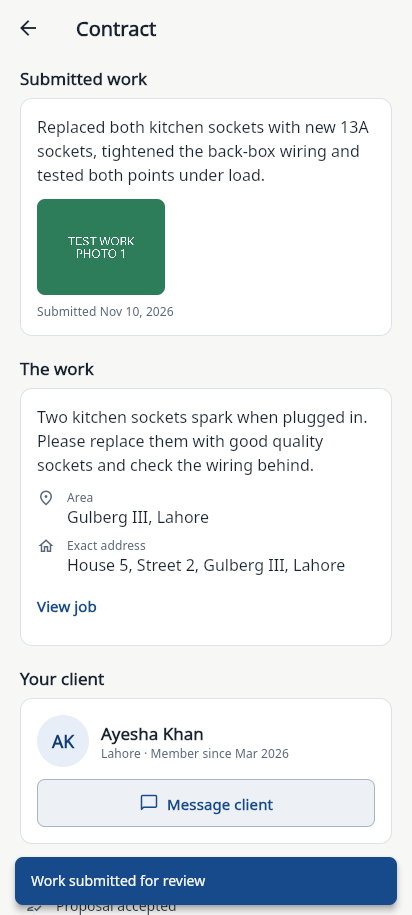 Contract
Submitted work
Replaced both kitchen sockets with new 13A
sockets, tightened the back-box wiring and
tested both points under load.
TEST WORK
PHOTO 1
Submitted Nov 10, 2026
The work
Two kitchen sockets spark when plugged in.
Please replace them with good quality
sockets and check the wiring behind.
Area
Gulberg III, Lahore
Exact address
House 5, Street 2, Gulberg III, Lahore
View job
Your client
AK
Ayesha Khan
Lahore · Member since Mar 2026
Message client
Work submitted for review
Proposal accepted